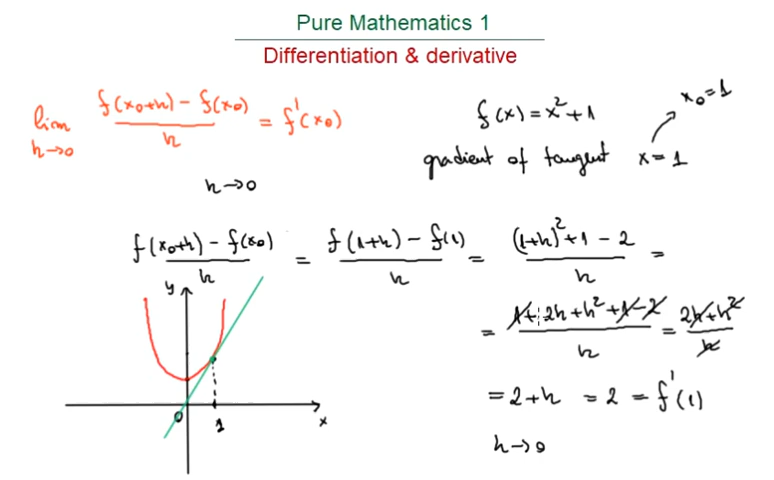 Pure Mathematics 1
Differentiation & derivative
lim h→0 (f(x₀+h) − f(x₀))/h = f'(x₀)
f(x) = x² + 1
x₀ = 1
gradient of tangent x = 1
h→0
(f(x₀+h) − f(x₀))/h = (f(1+h) − f(1))/h = ((1+h)² + 1 − 2)/h =
= (1 + 2h + h² + 1 − 2)/h = (2h + h²)/h
= 2 + h = 2 = f'(1)
h→0
y
0
1
x